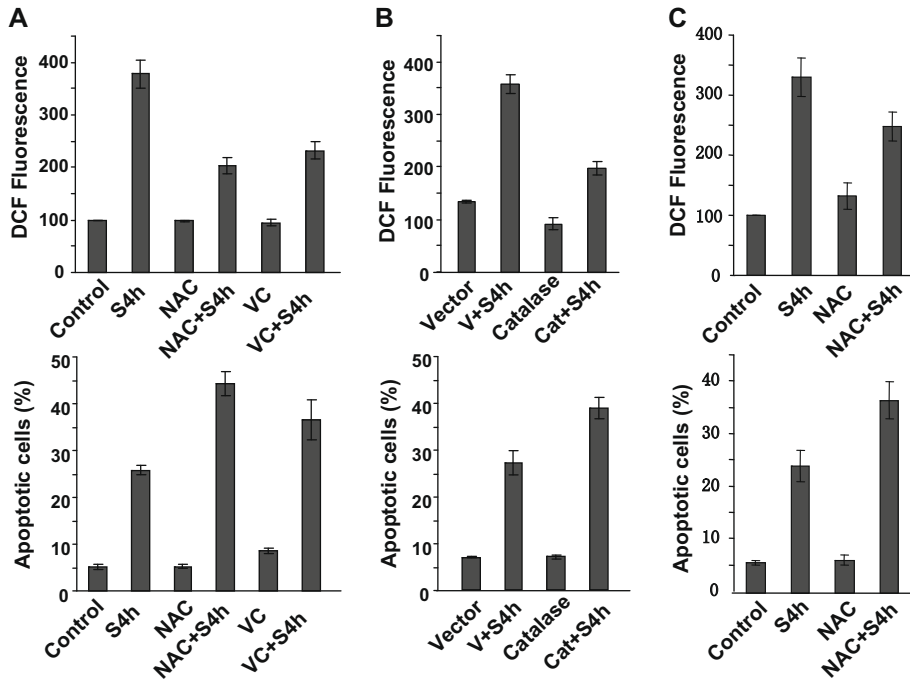 A
DCF Fluorescence
400
300
200
100
0
Control
S4h
NAC
NAC+S4h
VC
VC+S4h
B
DCF Fluorescence
400
300
200
100
0
Vector
V+S4h
Catalase
Cat+S4h
C
DCF Fluorescence
400
300
200
100
0
Control
S4h
NAC
NAC+S4h
Apoptotic cells (%)
50
40
30
20
10
0
Control
S4h
NAC
NAC+S4h
VC
VC+S4h
Apoptotic cells (%)
50
40
30
20
10
0
Vector
V+S4h
Catalase
Cat+S4h
Apoptotic cells (%)
40
30
20
10
0
Control
S4h
NAC
NAC+S4h